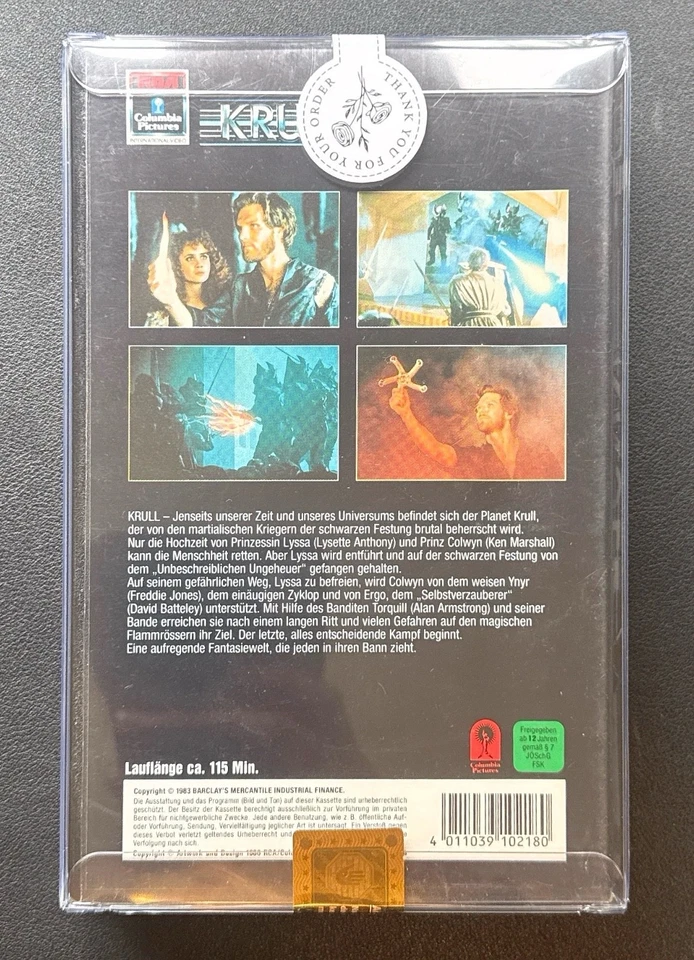 THANK YOU FOR YOUR ORDER
Columbia
Pictures
KRU
KRULL – Jenseits unserer Zeit und unseres Universums befindet sich der Planet Krull,
der von den martialischen Kriegern der schwarzen Festung brutal beherrscht wird.
Nur die Hochzeit von Prinzessin Lyssa (Lysette Anthony) und Prinz Colwyn (Ken Marshall)
kann die Menschheit retten. Aber Lyssa wird entführt und auf der schwarzen Festung von
dem „Unbeschreiblichen Ungeheuer“ gefangen gehalten.
Auf seinem gefährlichen Weg, Lyssa zu befreien, wird Colwyn von dem weisen Ynyr
(Freddie Jones), dem einäugigen Zyklop und von Ergo, dem „Selbstverzauberer“
(David Batteley) unterstützt. Mit Hilfe des Banditen Torquill (Alan Armstrong) und seiner
Bande erreichen sie nach einem langen Ritt und vielen Gefahren auf den magischen
Flammrössern ihr Ziel. Der letzte, alles entscheidende Kampf beginnt.
Eine aufregende Fantasiewelt, die jeden in ihren Bann zieht.
Lauflänge ca. 115 Min.
Columbia
Pictures
Freigegeben
ab 12 Jahren
gemäß § 7
JÖSchG
FSK
Copyright © 1983 BARCLAY'S MERCANTILE INDUSTRIAL FINANCE.
Die Ausstattung und das Programm (Bild und Ton) auf dieser Kassette sind urheberrechtlich
geschützt. Der Besitz der Kassette berechtigt ausschließlich zur Vorführung im privaten
Bereich für nichtgewerbliche Zwecke. Jede andere Benutzung, wie z.B. öffentliche Auf-
oder Vorführung, Sendung, Vervielfältigung jeglicher Art ist untersagt. Ein Verstoß gegen
dieses Verbot verletzt geltendes Urheberrecht und
Verfolgung nach sich.
Copyright © Artwork and Design
4 011039 102180